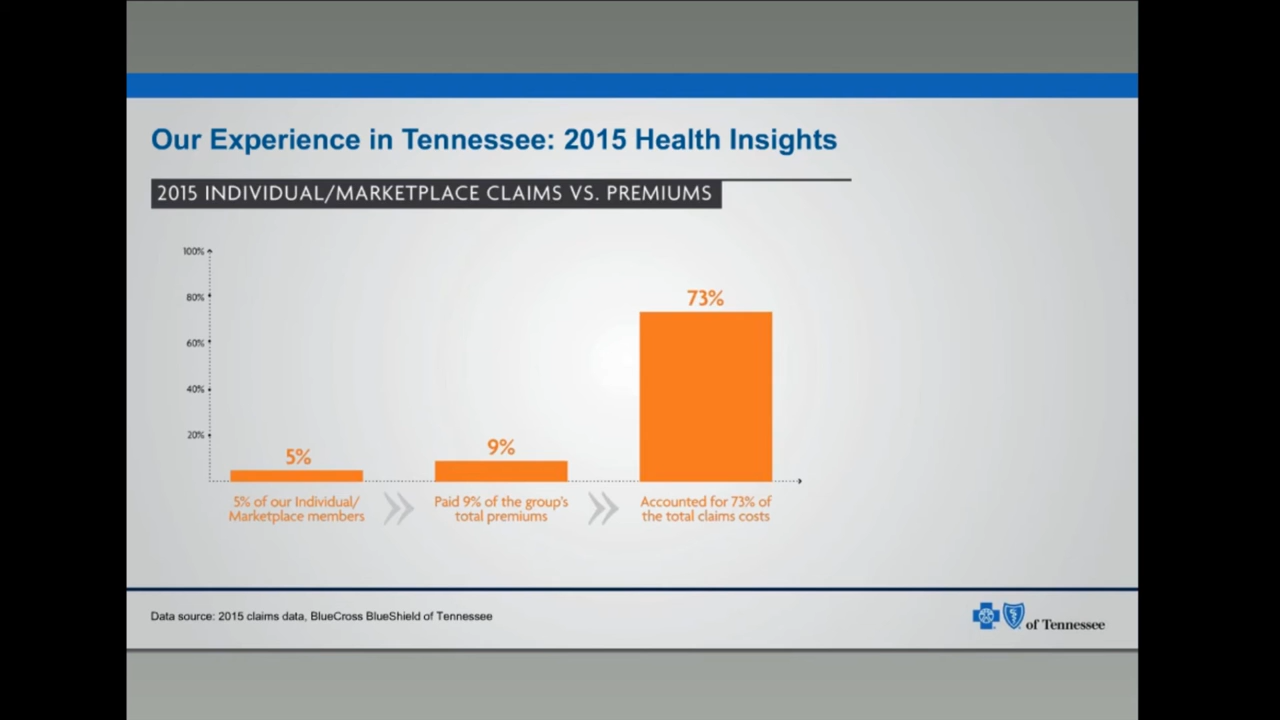 Our Experience in Tennessee: 2015 Health Insights
2015 INDIVIDUAL/MARKETPLACE CLAIMS VS. PREMIUMS
100%
80%
60%
40%
20%
5%
9%
73%
5% of our Individual/
Marketplace members
Paid 9% of the group's
total premiums
Accounted for 73% of
the total claims costs
Data source: 2015 claims data, BlueCross BlueShield of Tennessee
of Tennessee